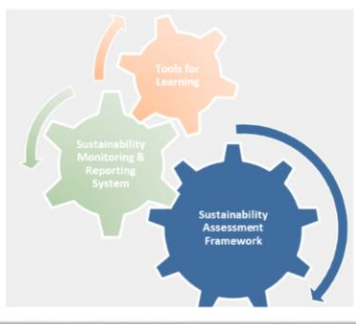 Tools for
Learning
Sustainability
Monitoring &
Reporting
System
Sustainability
Assessment
Framework